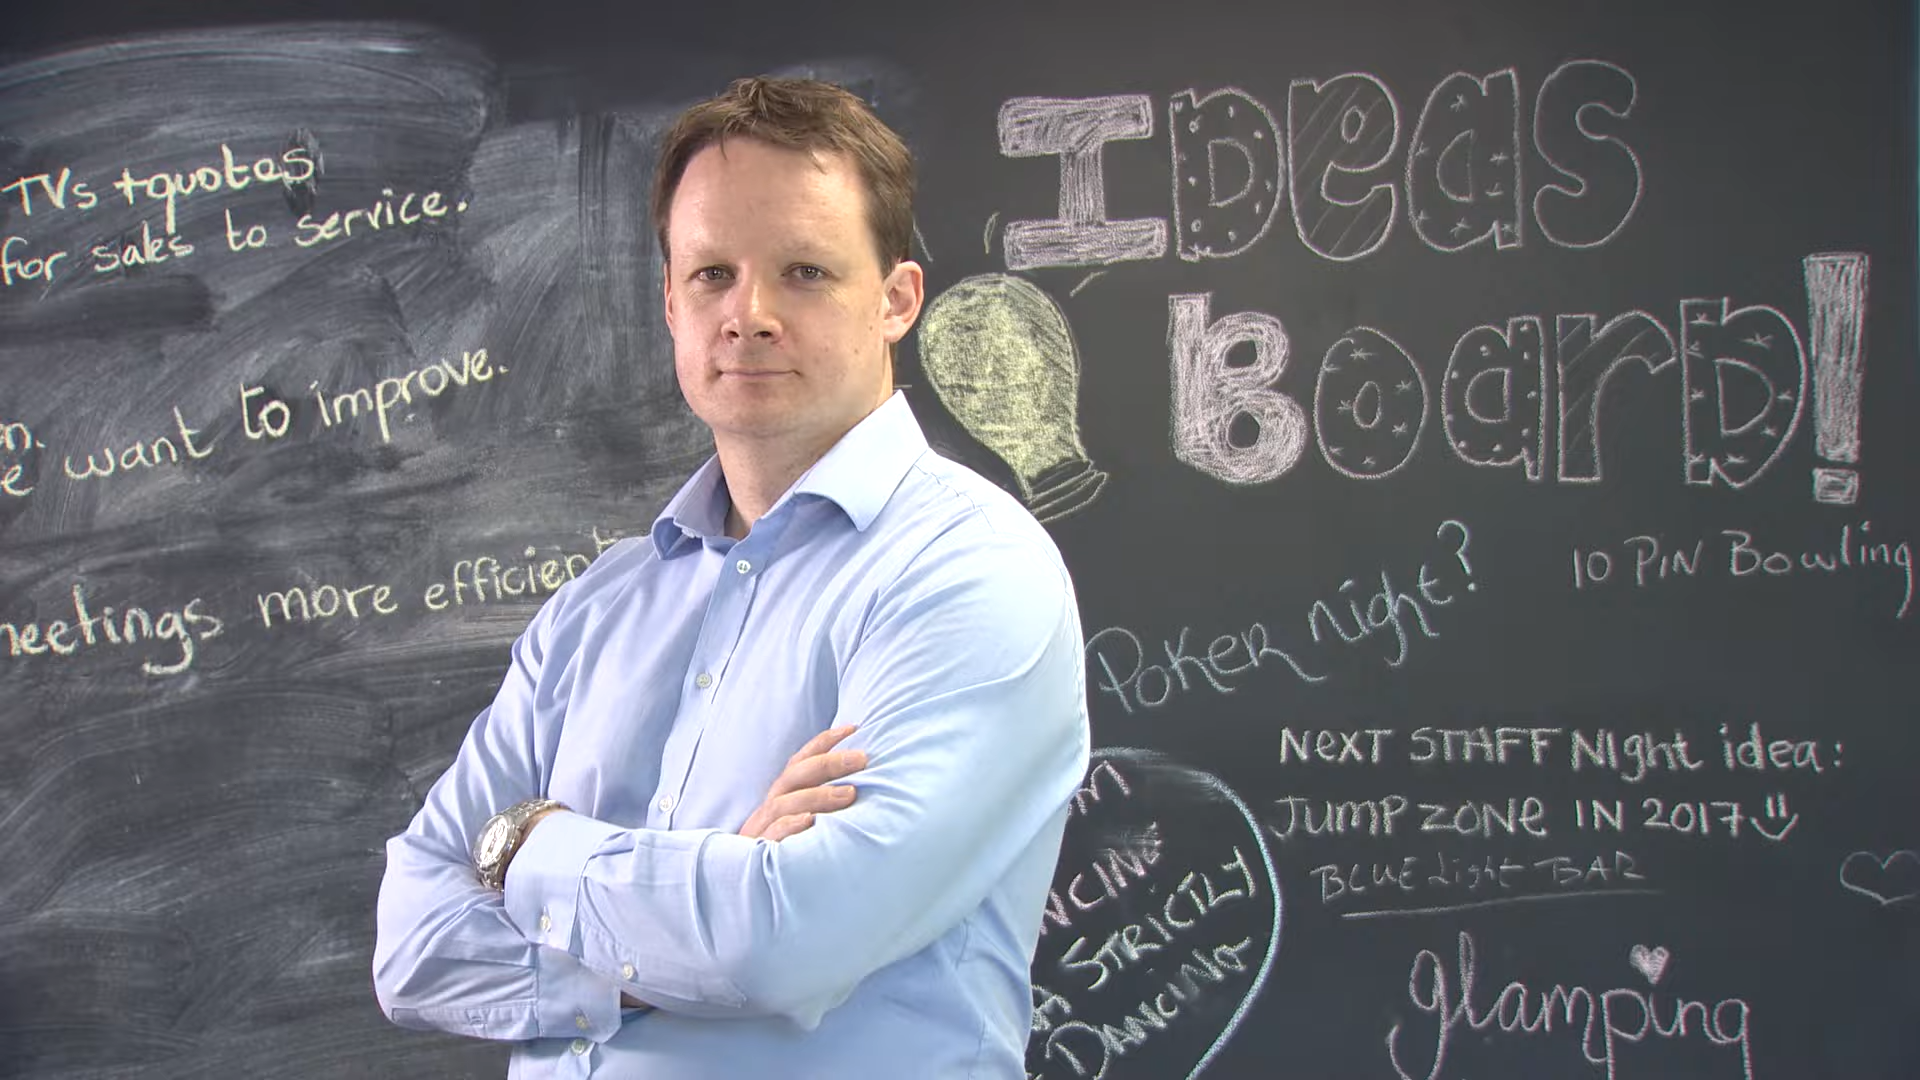 TVs + quotes
for sales to service.
want to improve.
meetings more efficient
IDeas
BoarD!
10 PiN Bowling
Poker night?
NexT STAFF NIght idea:
JUMP ZONe IN 2017
BLUE Light BAR
STRICTLY
DANCING
glamping